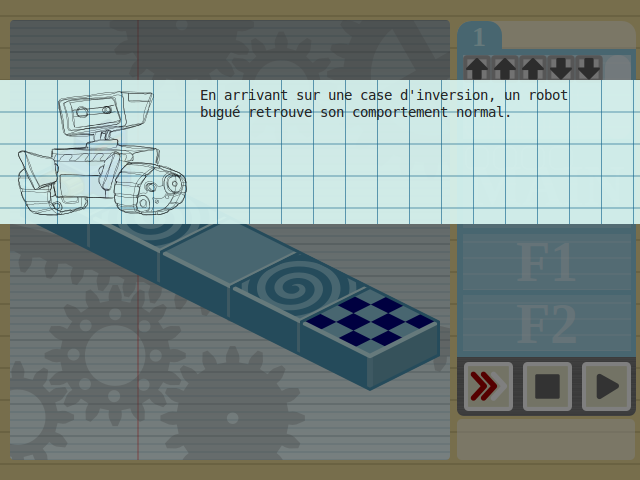 1
En arrivant sur une case d'inversion, un robot
bugué retrouve son comportement normal.
F1
F2